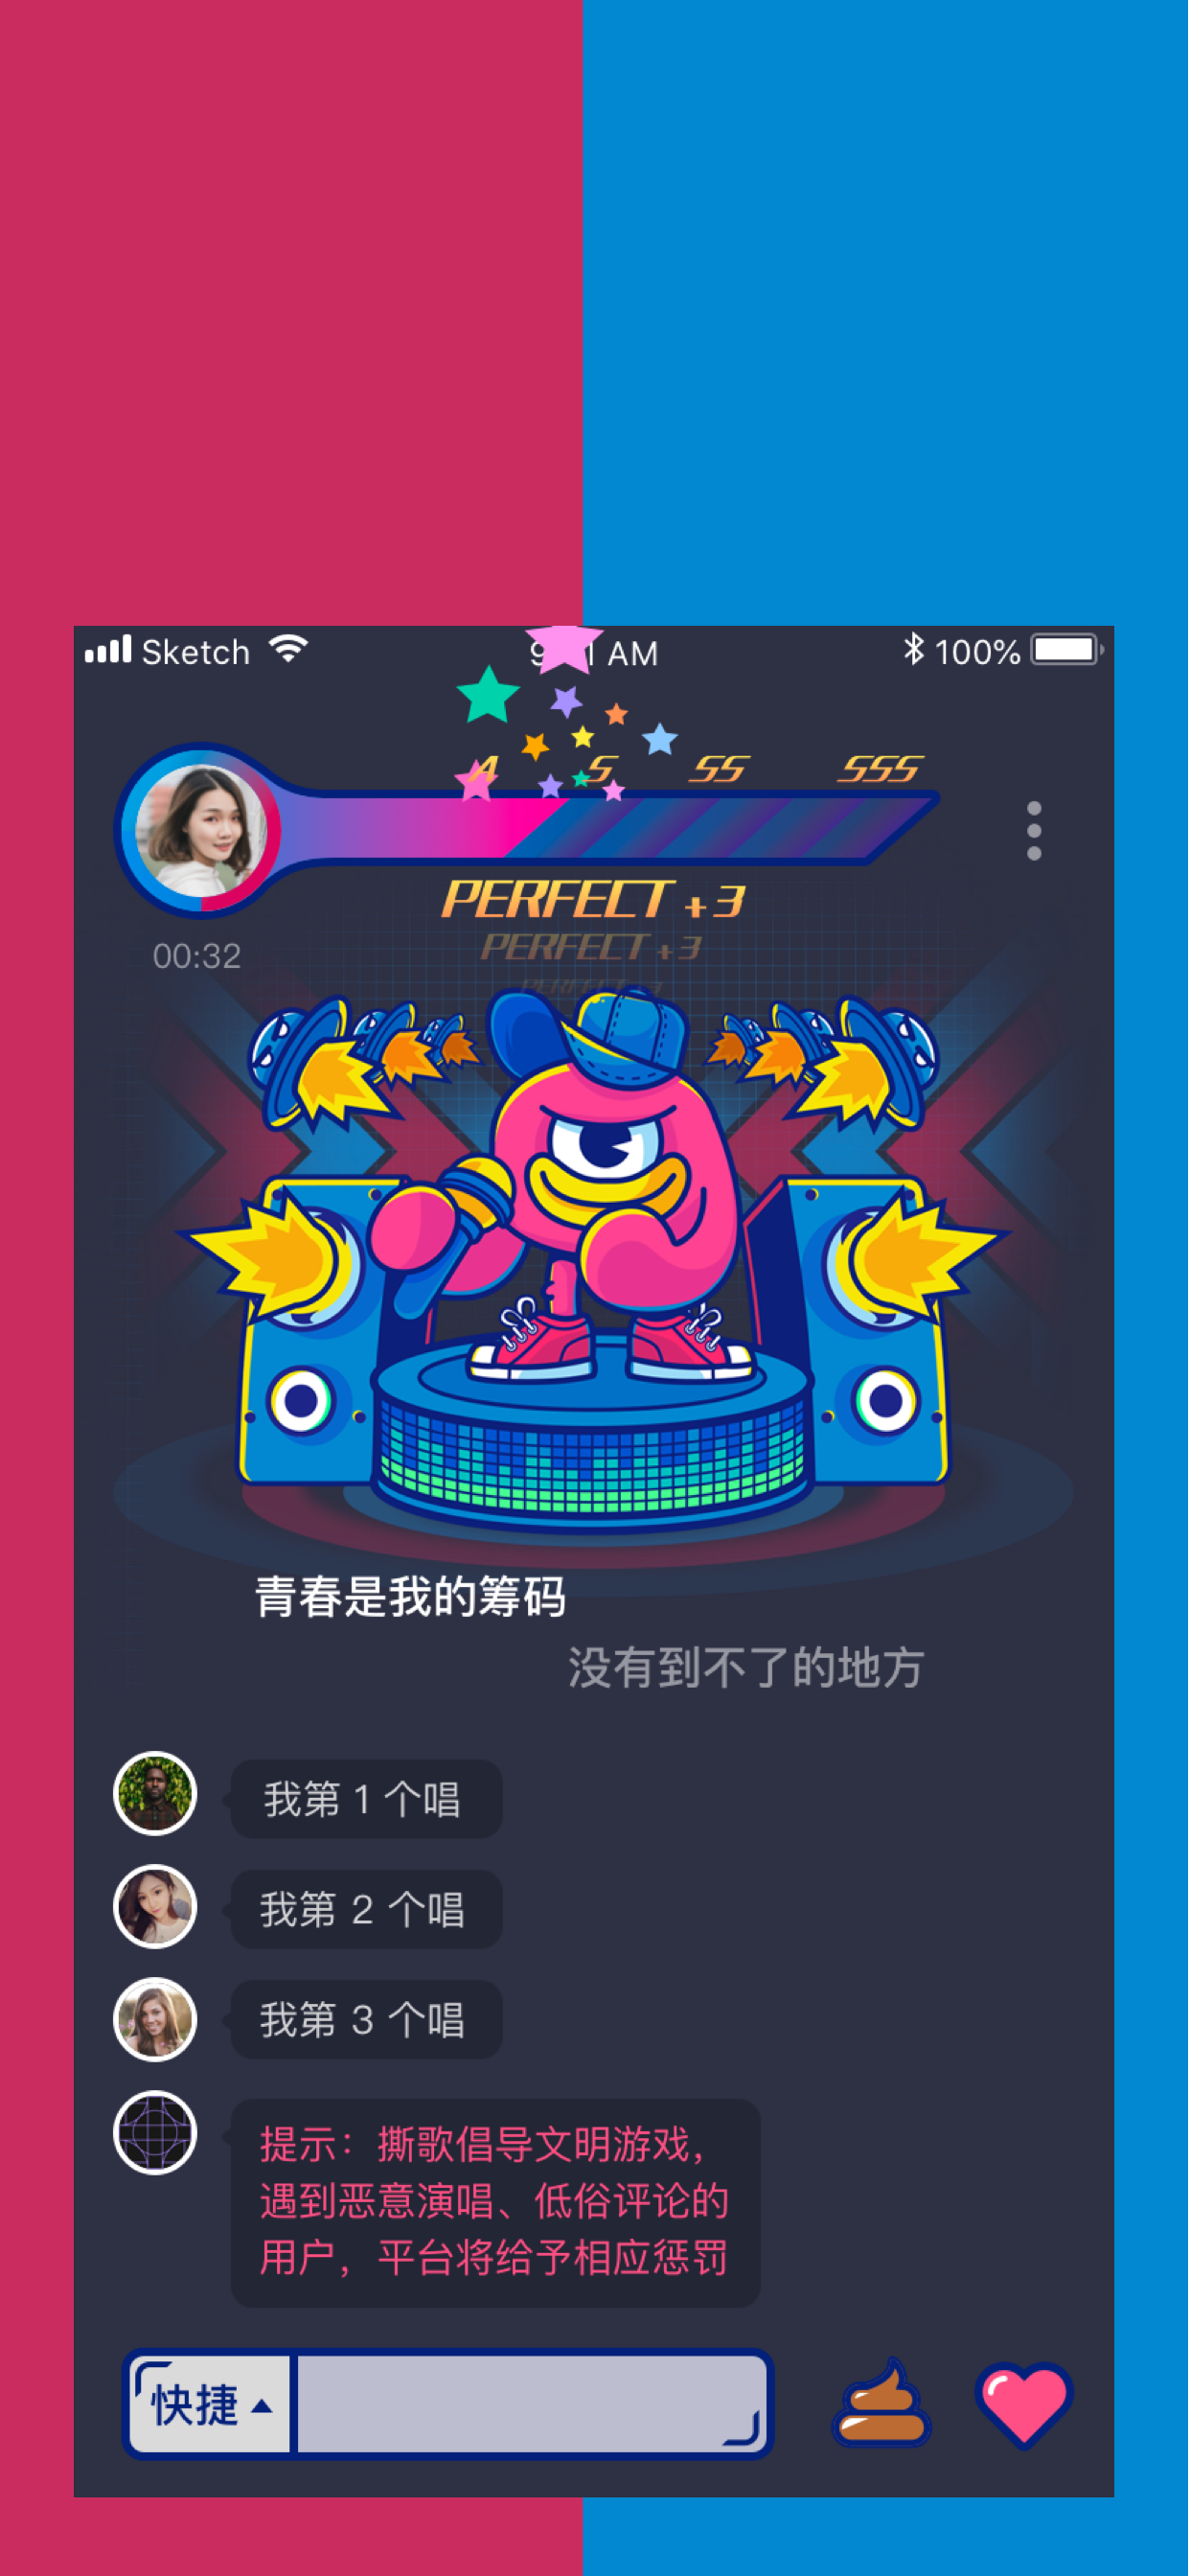 Sketch
AM
100%
A S SS SSS
PERFECT +3
PERFECT +3
00:32
青春是我的筹码
没有到不了的地方
我第 1 个唱
我第 2 个唱
我第 3 个唱
提示：撕歌倡导文明游戏，
遇到恶意演唱、低俗评论的
用户，平台将给予相应惩罚
快捷